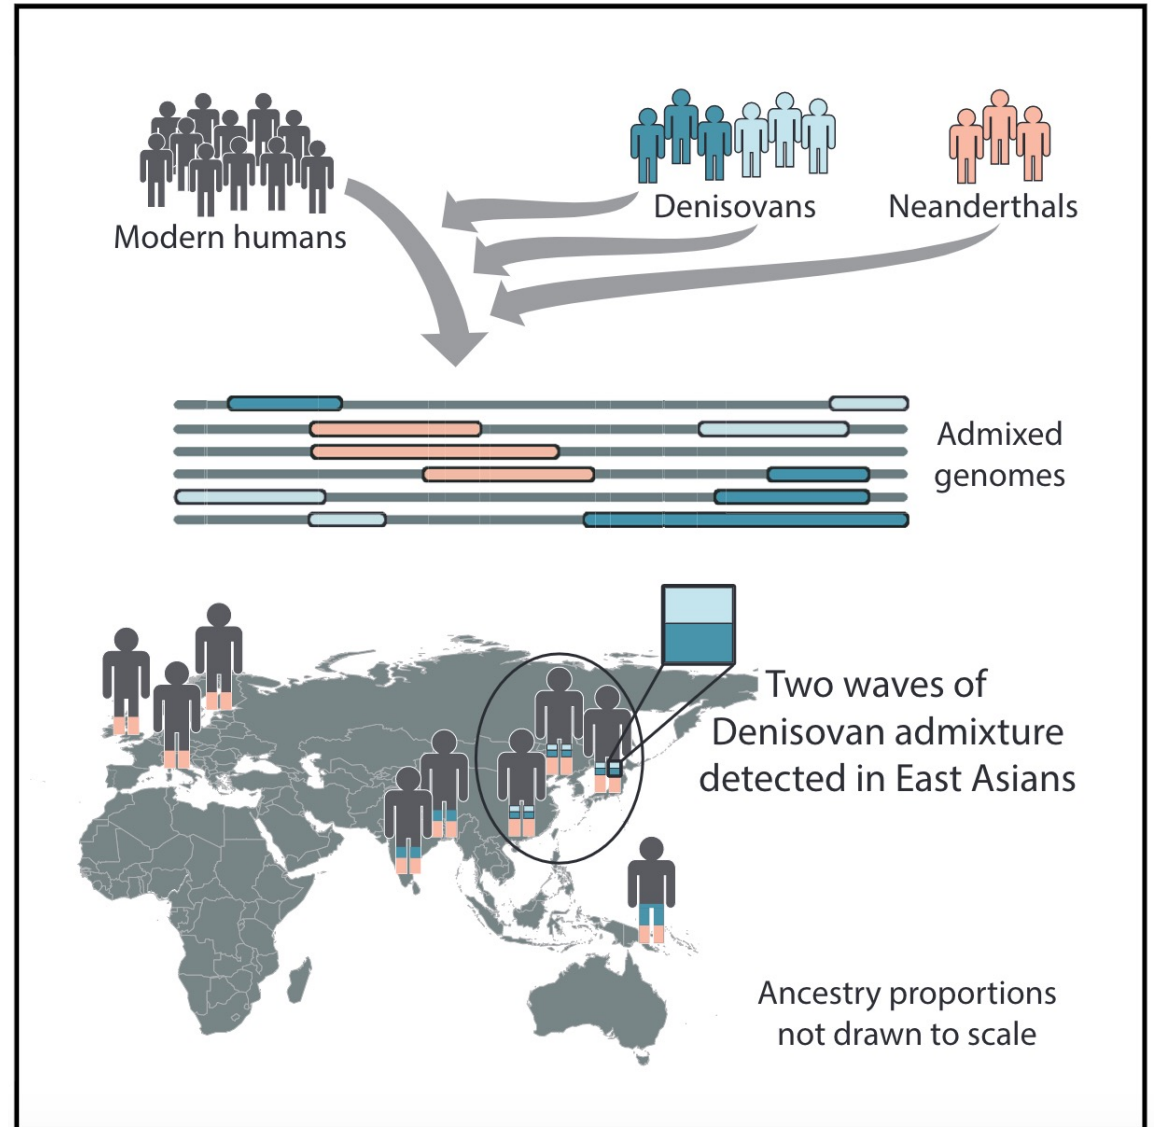 Modern humans
Denisovans
Neanderthals
Admixed
genomes
Two waves of
Denisovan admixture
detected in East Asians
Ancestry proportions
not drawn to scale